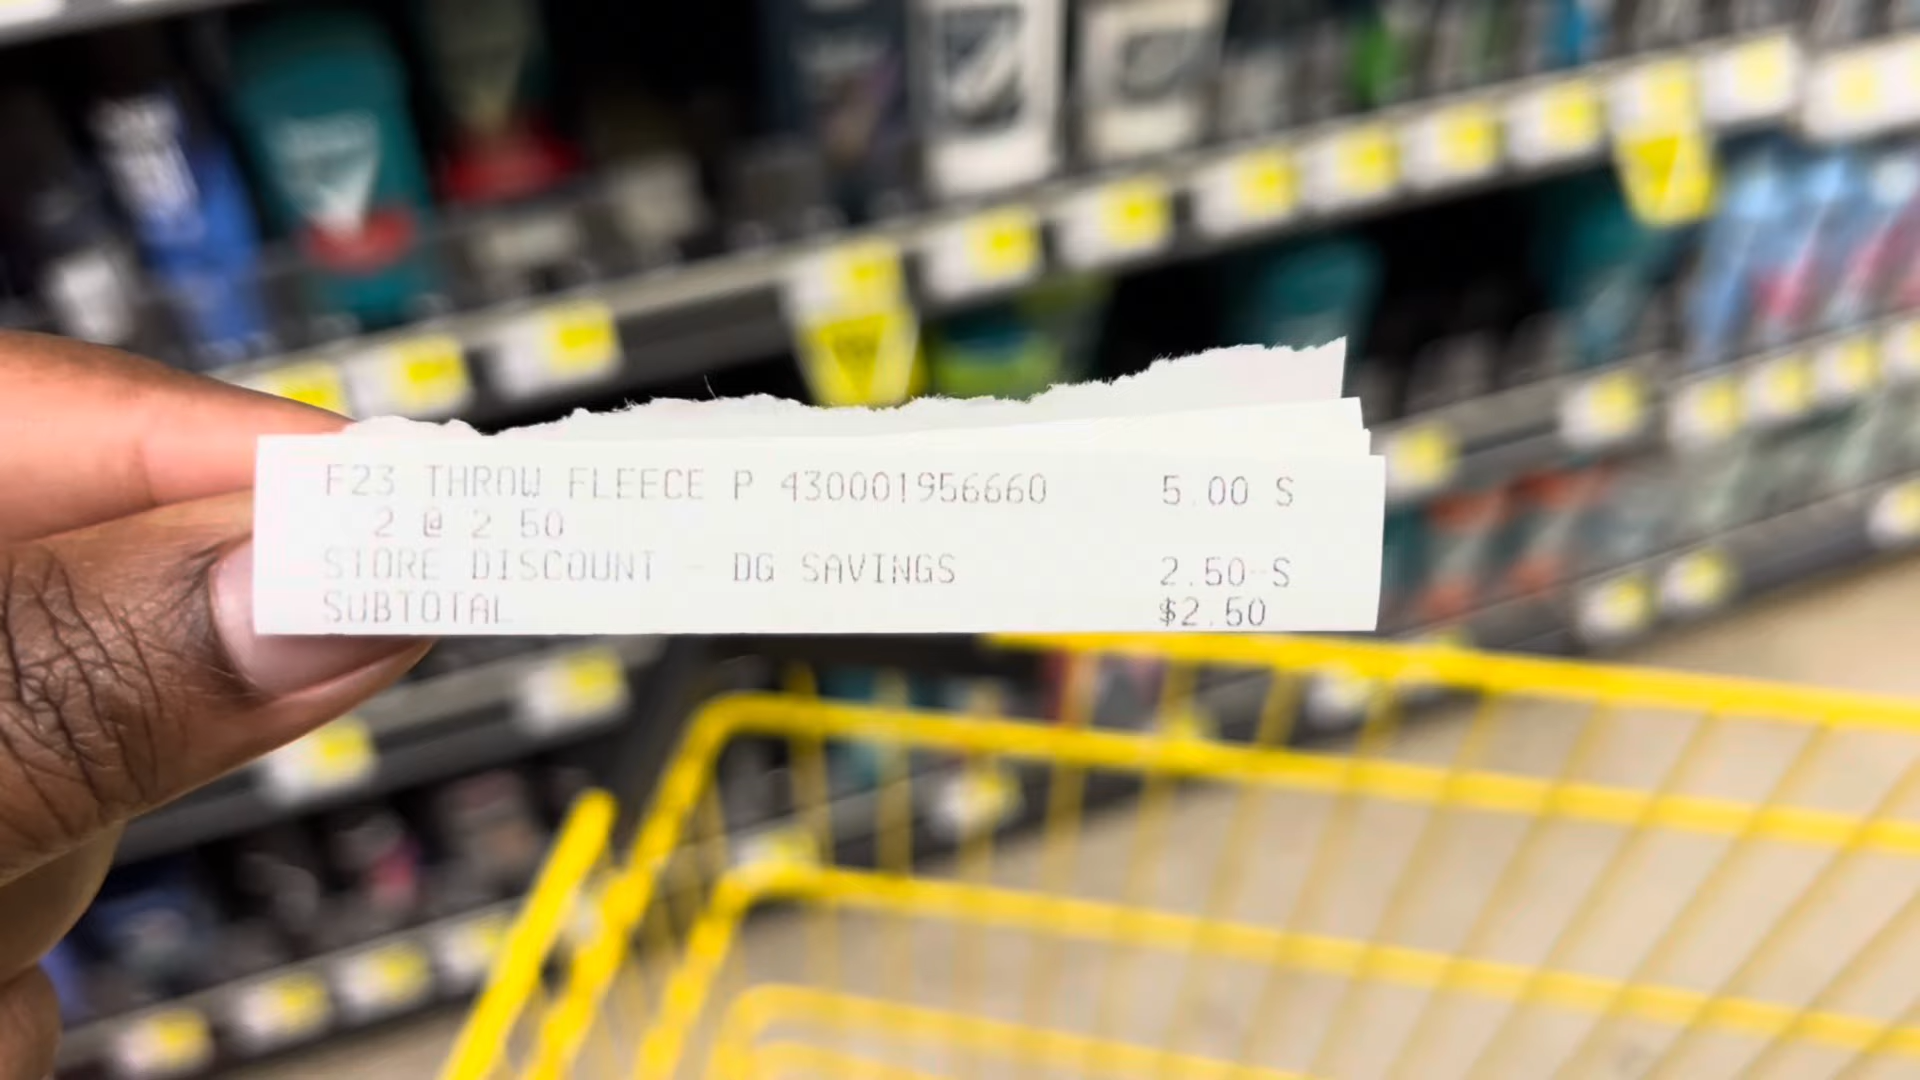 F23 THROW FLEECE P 430001956660 5.00 S
2 @ 2 50
STORE DISCOUNT - DG SAVINGS 2.50-S
SUBTOTAL $2.50